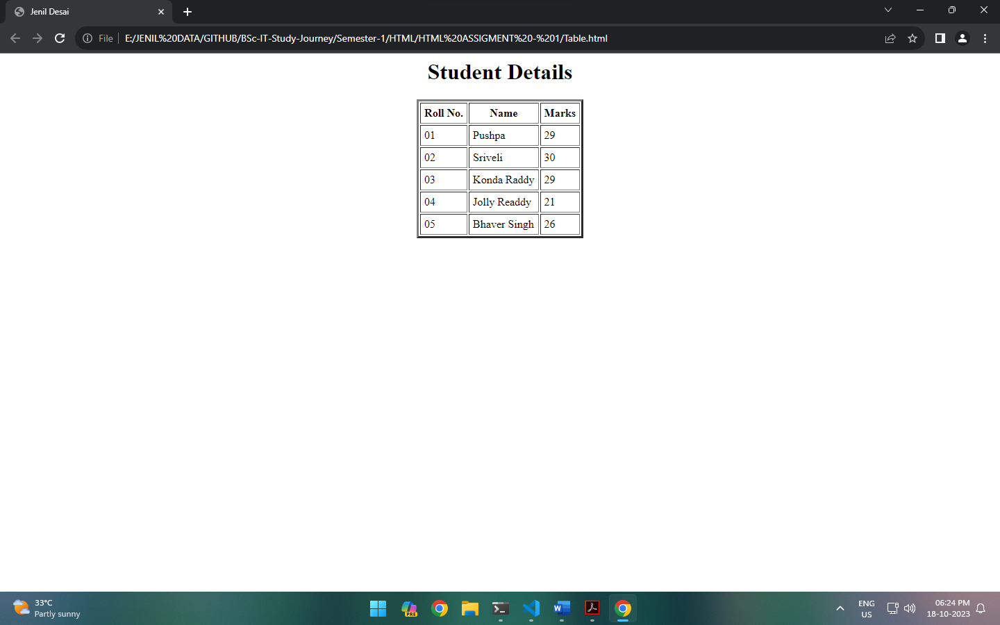 Jenil Desai
File E:/JENIL%20DATA/GITHUB/BSc-IT-Study-Journey/Semester-1/HTML/HTML%20ASSIGMENT%20-%201/Table.html
Student Details
Roll No. Name Marks
01 Pushpa 29
02 Sriveli 30
03 Konda Raddy 29
04 Jolly Readdy 21
05 Bhaver Singh 26
33°C
Partly sunny
PRE
W
ENG
US
06:24 PM
18-10-2023